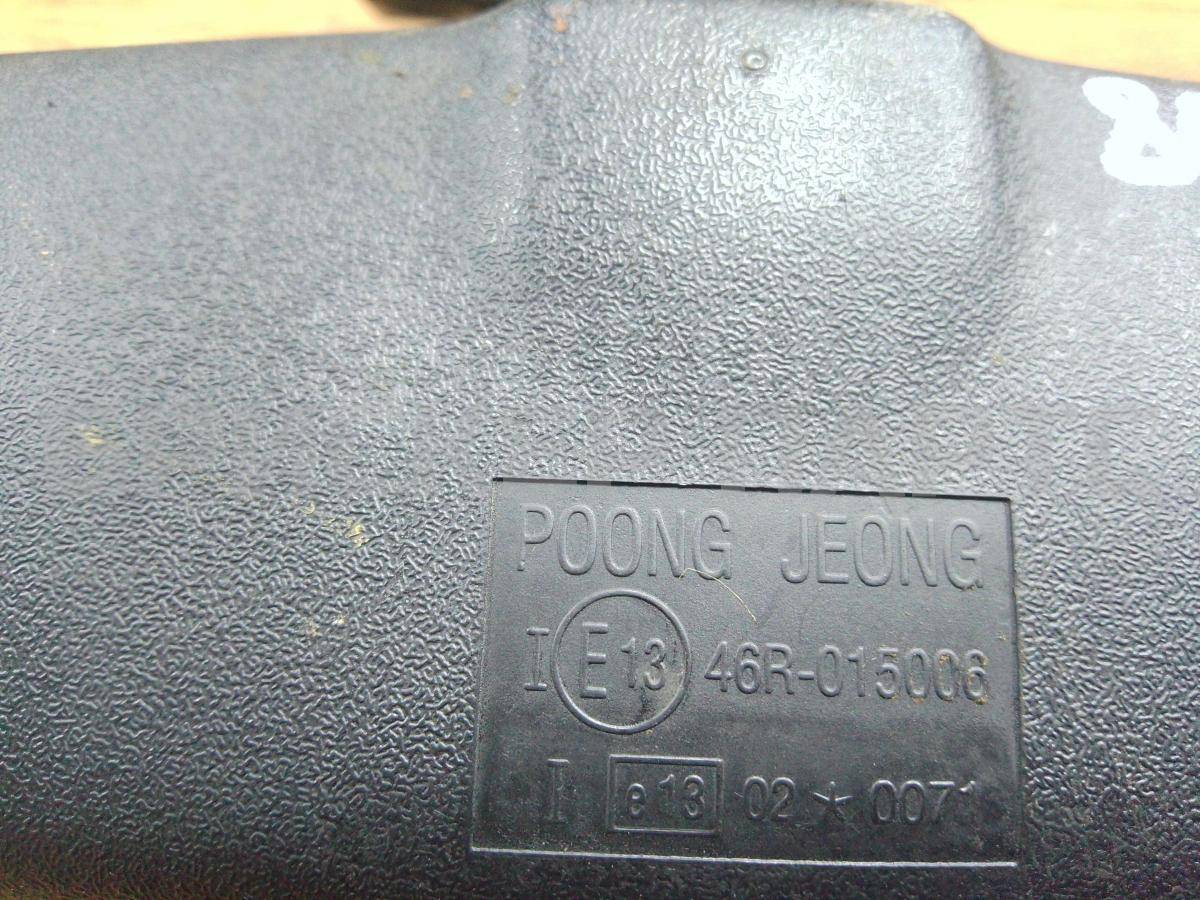 POONG JEONG
I E13 46R-015006
I e13 02 ★ 0071